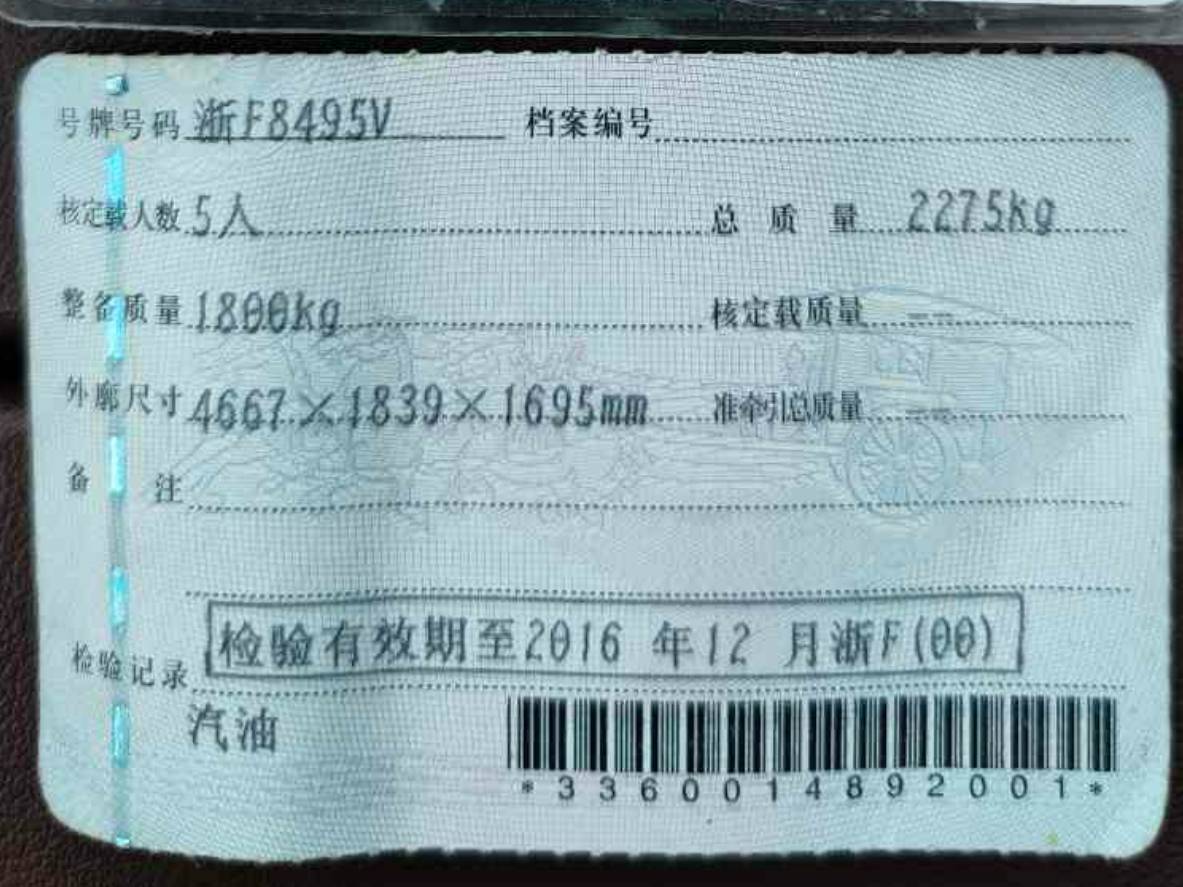 号牌号码 浙F8495V 档案编号
核定载人数 5人 总质量 2275kg
整备质量 1800kg 核定载质量 -- --
外廓尺寸 4667×1839×1695mm 准牵引总质量 -- --
备注
检验记录 检验有效期至2016 年12 月浙F(00)
汽油
*3360014892001*